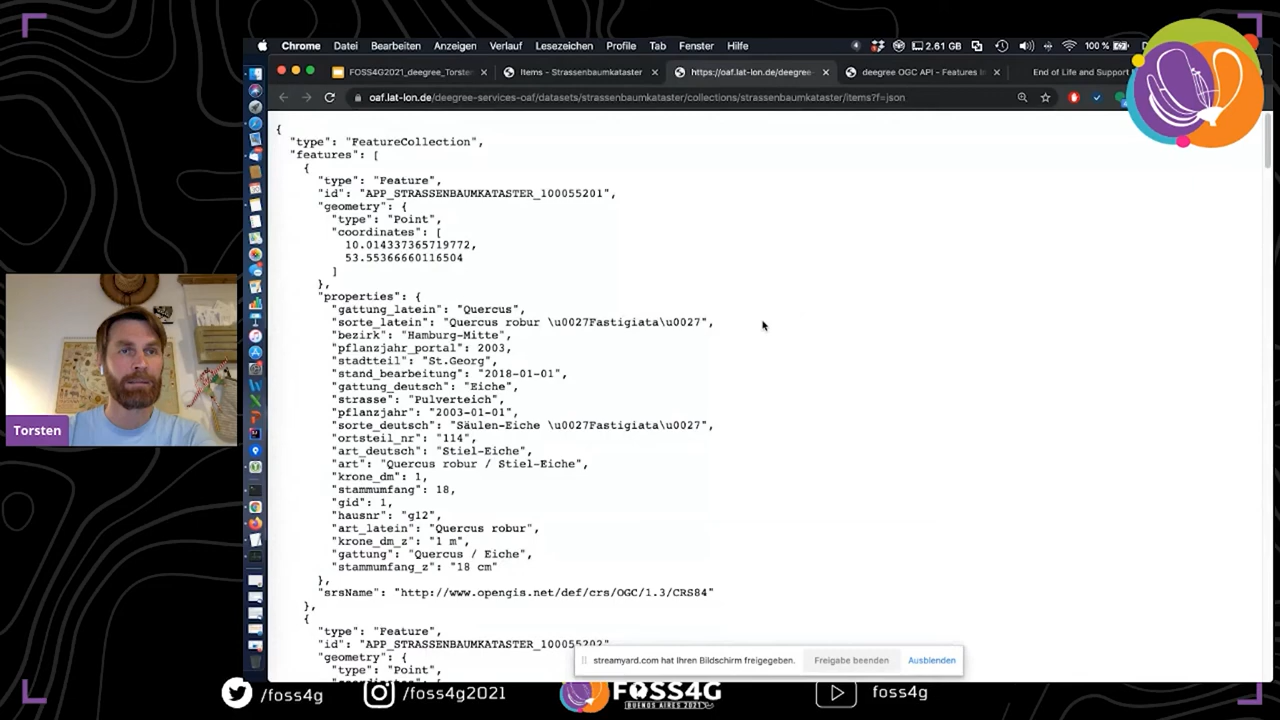 Chrome Datei Bearbeiten Anzeigen Verlauf Lesezeichen Profile Tab Fenster Hilfe 2.61 GB 100 %
FOSS4G2021_deegree_Torste Items - Strassenbaumkataste https://oaf.lat-lon.de/deegree- deegree OGC API - Features End of Life and Support
oaf.lat-lon.de/deegree-services-oaf/datasets/strassenbaumkataster/collections/strassenbaumkataster/items?f=json
{
"type": "FeatureCollection",
"features": [
{
"type": "Feature",
"id": "APP_STRASSENBAUMKATASTER_100055201",
"geometry": {
"type": "Point",
"coordinates": [
10.014337365719772,
53.55366660116504
]
},
"properties": {
"gattung_latein": "Quercus",
"sorte_latein": "Quercus robur \u0027Fastigiata\u0027",
"bezirk": "Hamburg-Mitte",
"pflanzjahr_portal": 2003,
"stadtteil": "St.Georg",
"stand_bearbeitung": "2018-01-01",
"gattung_deutsch": "Eiche",
"strasse": "Pulverteich",
"pflanzjahr": "2003-01-01",
"sorte_deutsch": "Säulen-Eiche \u0027Fastigiata\u0027",
"ortsteil_nr": "114",
"art_deutsch": "Stiel-Eiche",
"art": "Quercus robur / Stiel-Eiche",
"krone_dm": 1,
"stammumfang": 18,
"gid": 1,
"hausnr": "g12",
"art_latein": "Quercus robur",
"krone_dm_z": "1 m",
"gattung": "Quercus / Eiche",
"stammumfang_z": "18 cm"
},
"srsName": "http://www.opengis.net/def/crs/OGC/1.3/CRS84"
},
{
"type": "Feature",
"id": "APP_STRASSENBAUMKATASTER_100055202",
"geometry": {
"type": "Point",
Torsten
streamyard.com hat Ihren Bildschirm freigegeben. Freigabe beenden Ausblenden
/foss4g /foss4g2021 FOSS4G foss4g
BUENOS AIRES 2021